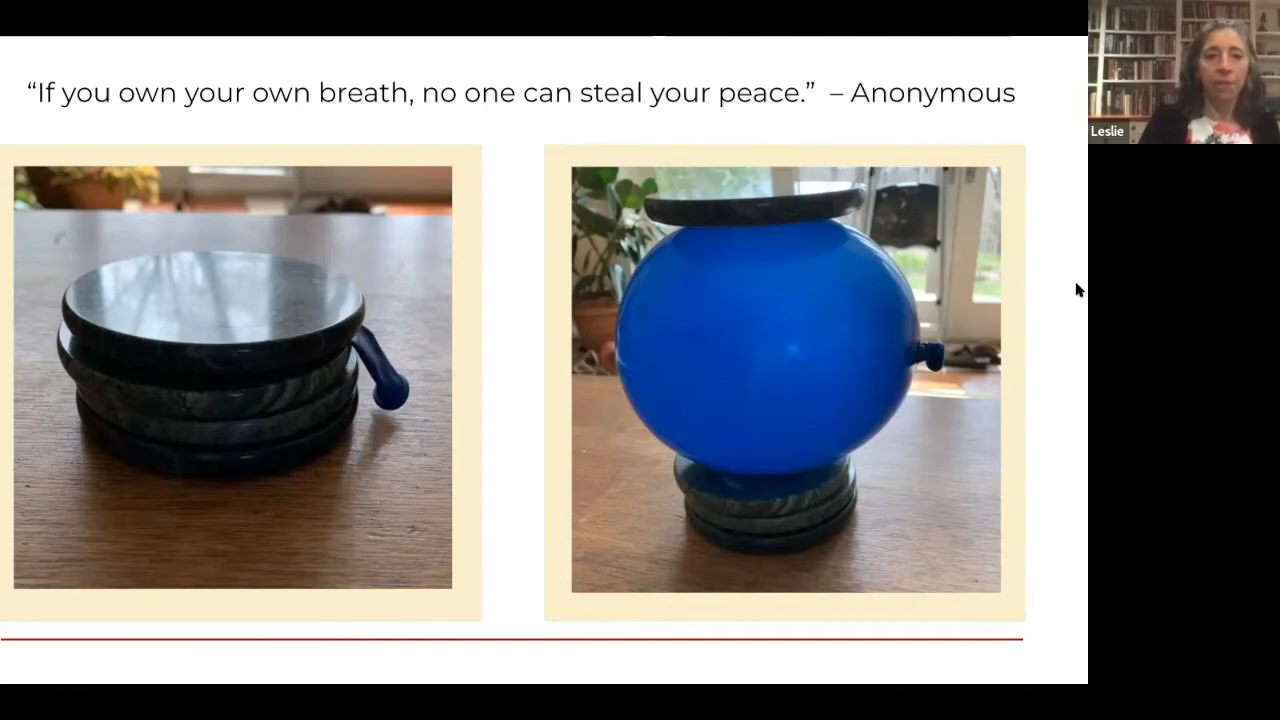 “If you own your own breath, no one can steal your peace.” – Anonymous
Leslie